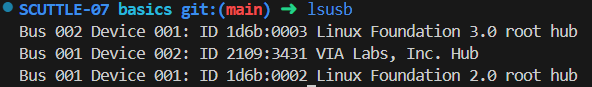 SCUTTLE-07 basics git:(main) ➜ lsusb
Bus 002 Device 001: ID 1d6b:0003 Linux Foundation 3.0 root hub
Bus 001 Device 002: ID 2109:3431 VIA Labs, Inc. Hub
Bus 001 Device 001: ID 1d6b:0002 Linux Foundation 2.0 root hub